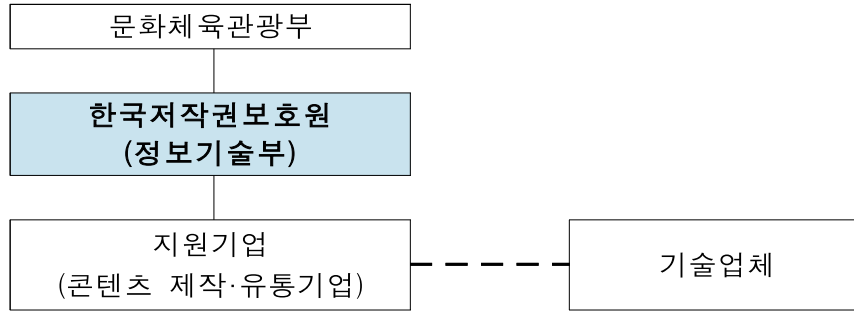 문화체육관광부
한국저작권보호원
(정보기술부)
지원기업
(콘텐츠 제작·유통기업)
기술업체